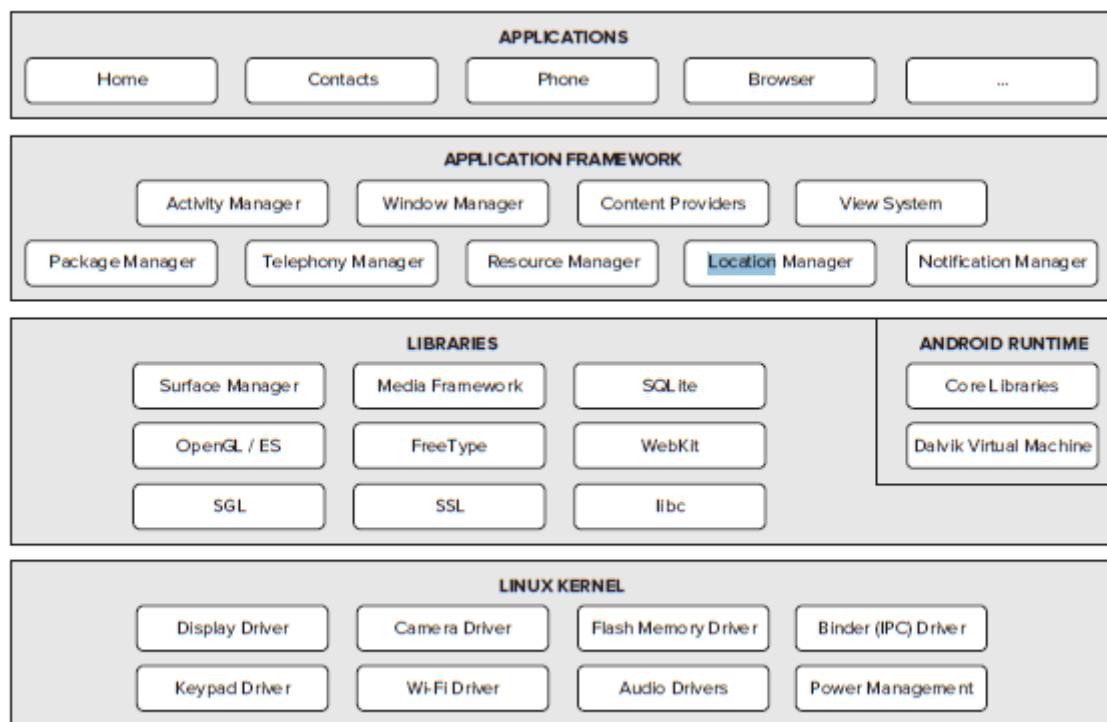 APPLICATIONS
Home Contacts Phone Browser ...
APPLICATION FRAMEWORK
Activity Manager Window Manager Content Providers View System
Package Manager Telephony Manager Resource Manager Location Manager Notification Manager
LIBRARIES ANDROID RUNTIME
Surface Manager Media Framework SQLite Core Libraries
OpenGL / ES FreeType WebKit Dalvik Virtual Machine
SGL SSL libc
LINUX KERNEL
Display Driver Camera Driver Flash Memory Driver Binder (IPC) Driver
Keypad Driver Wi-Fi Driver Audio Drivers Power Management